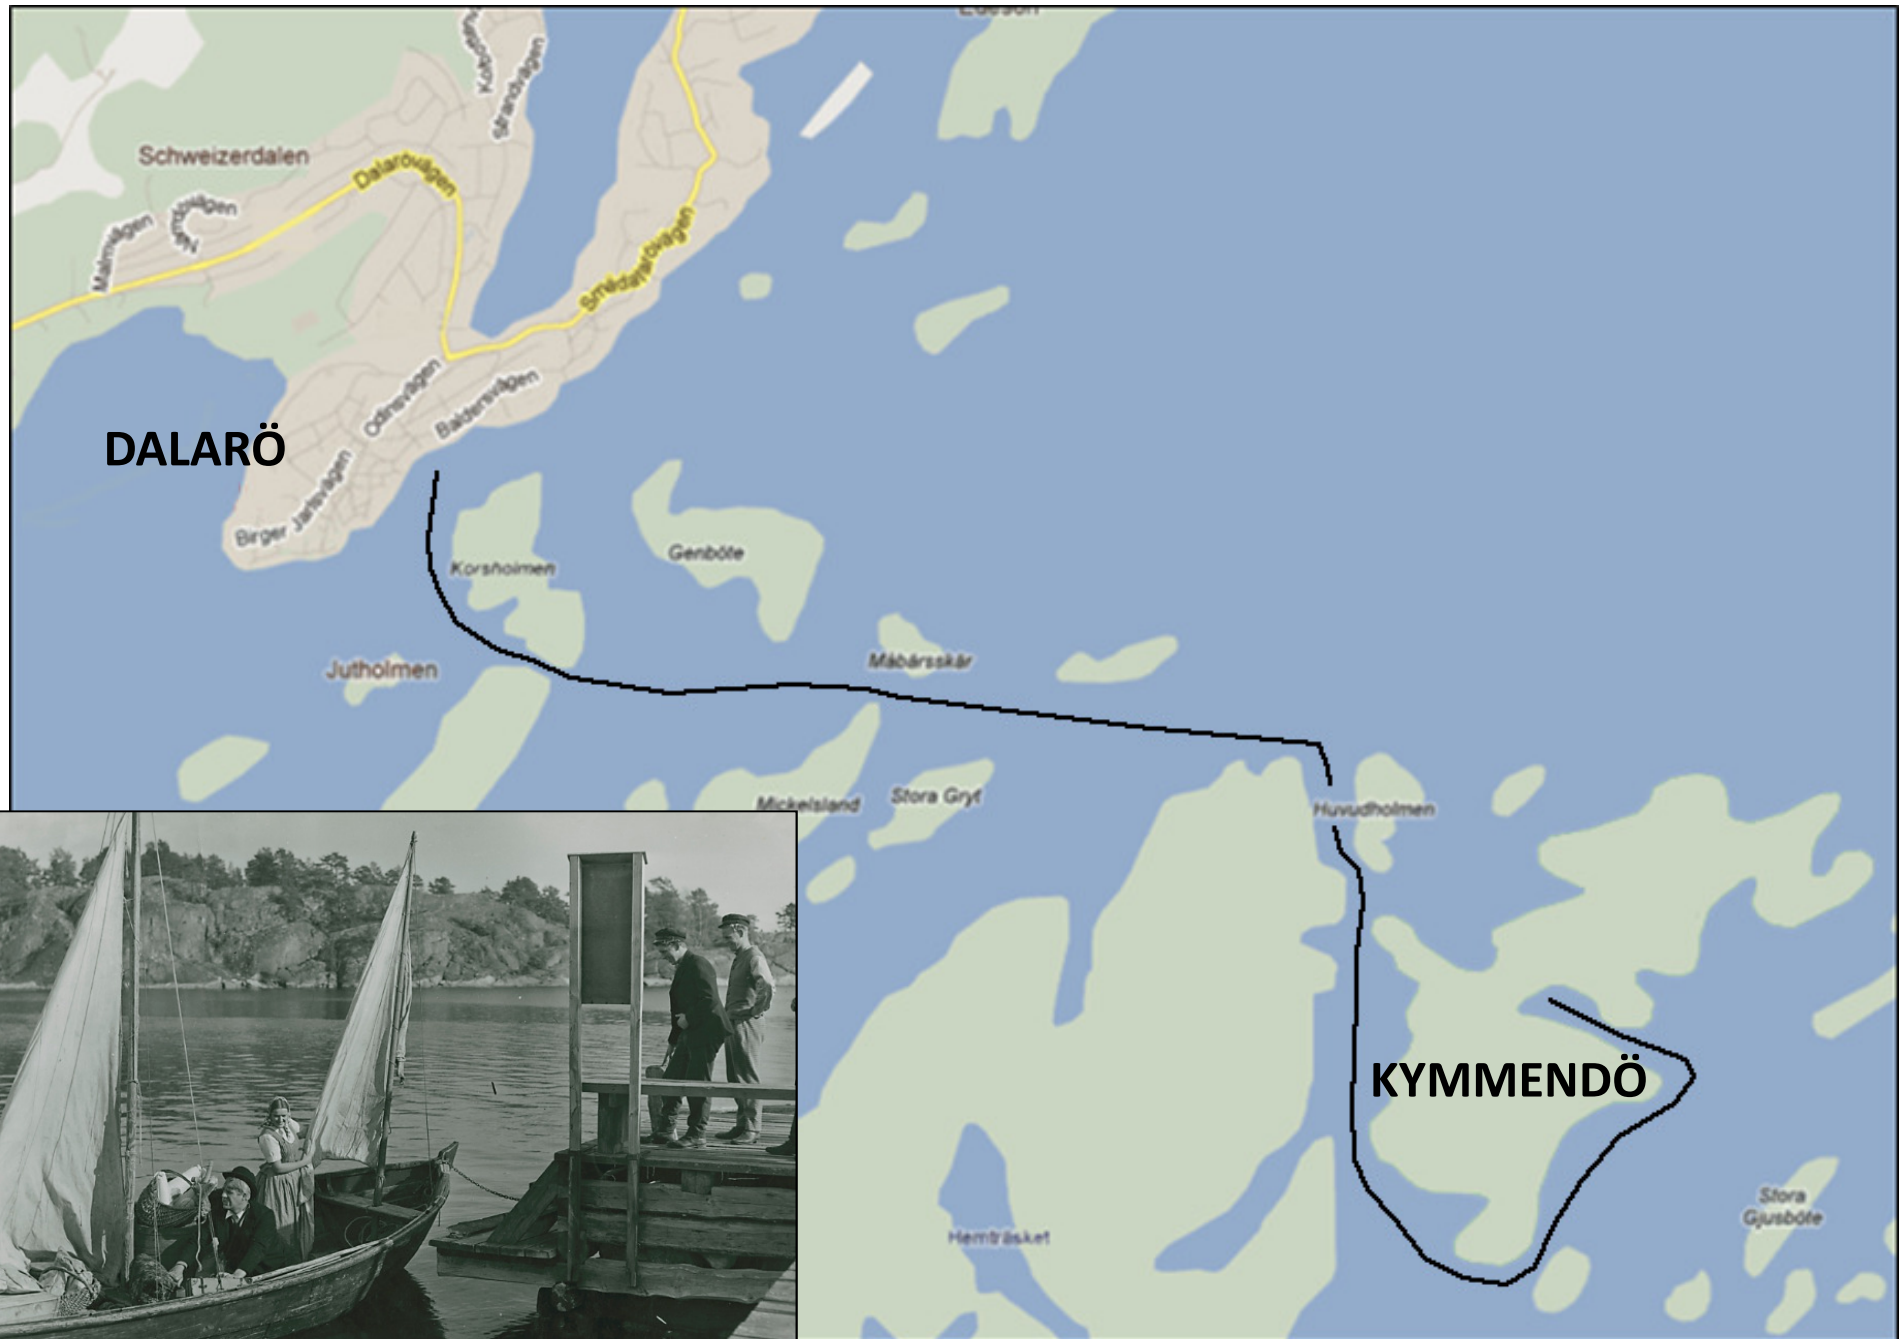 Schweizerdalen
Strandvägen
Dalarövägen
Malmvägen
Smådalarövägen
Odinsvägen
Baldersvägen
DALARÖ
Birger Jarlsvägen
Korsholmen
Genböte
Jutholmen
Måbärsskär
Mickelsland
Stora Gryt
Huvudholmen
KYMMENDÖ
Stora
Gjusböte
Hemträsket